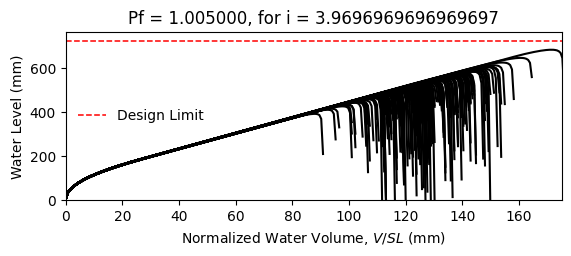 Pf = 1.005000, for i = 3.9696969696969697
Water Level (mm)
600
400
200
0
Design Limit
0 20 40 60 80 100 120 140 160
Normalized Water Volume, V/SL (mm)